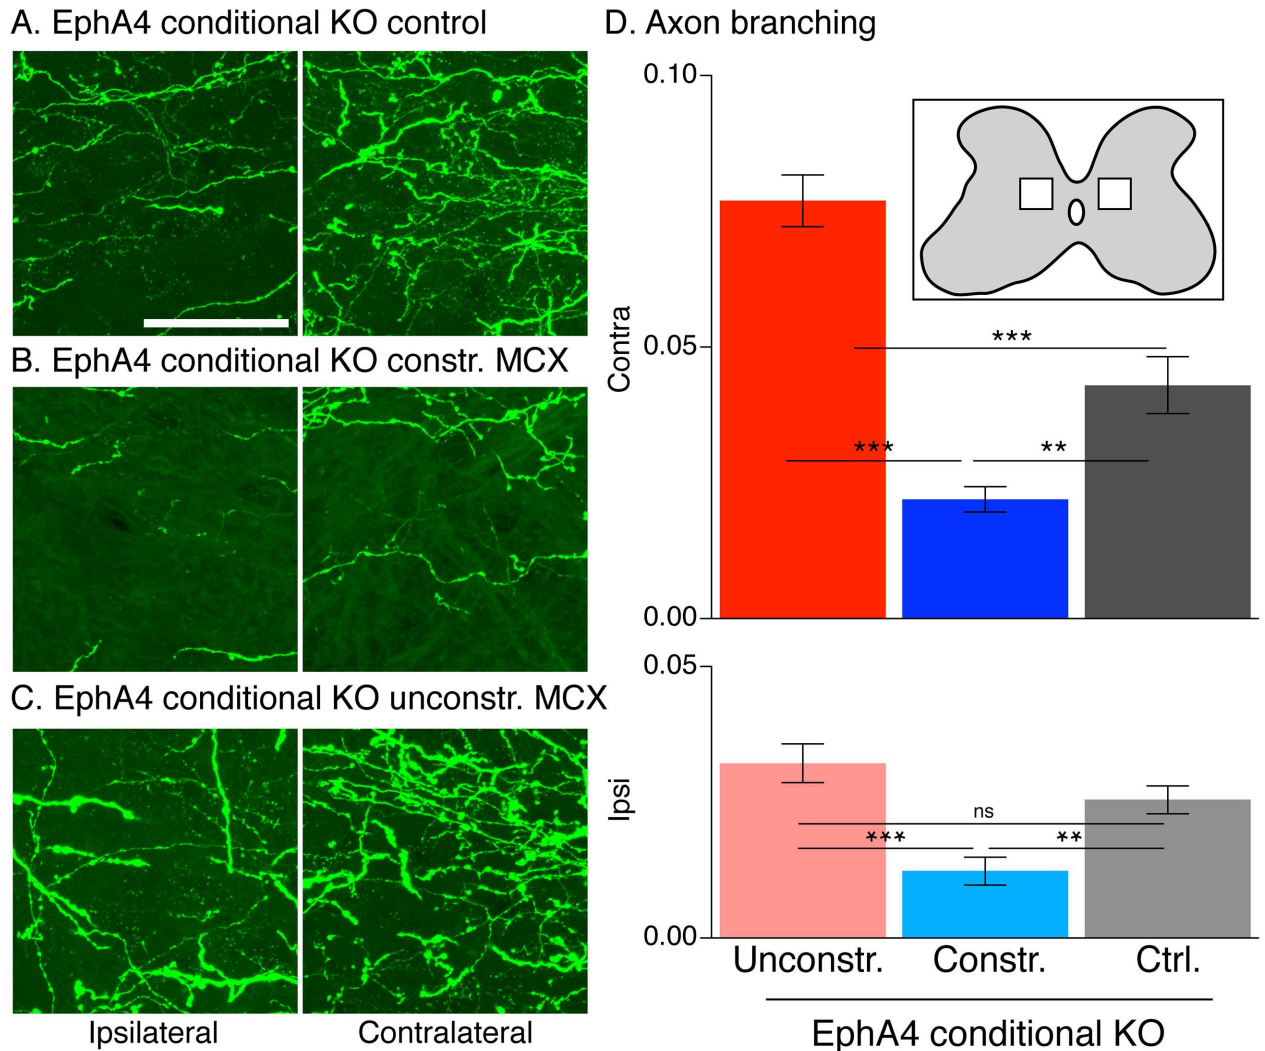 A. EphA4 conditional KO control
B. EphA4 conditional KO constr. MCX
C. EphA4 conditional KO unconstr. MCX
Ipsilateral
Contralateral
D. Axon branching
0.10
0.05
0.00
Contra
***
***
**
0.05
0.00
Ipsi
ns
***
**
Unconstr.
Constr.
Ctrl.
EphA4 conditional KO